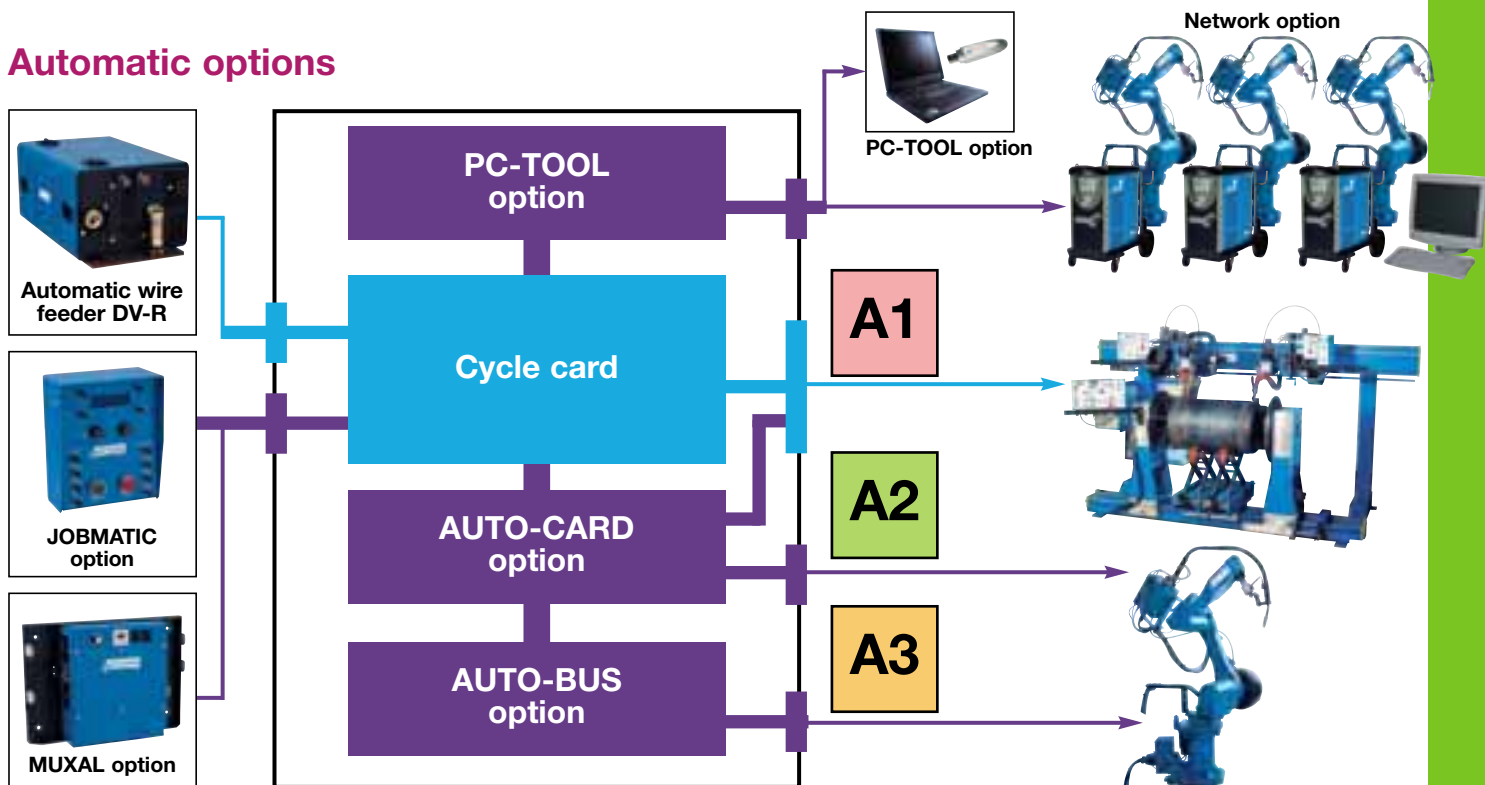 Automatic options
Network option
PC-TOOL option
PC-TOOL
option
Automatic wire
feeder DV-R
Cycle card
A1
JOBMATIC
option
AUTO-CARD
option
A2
MUXAL option
AUTO-BUS
option
A3